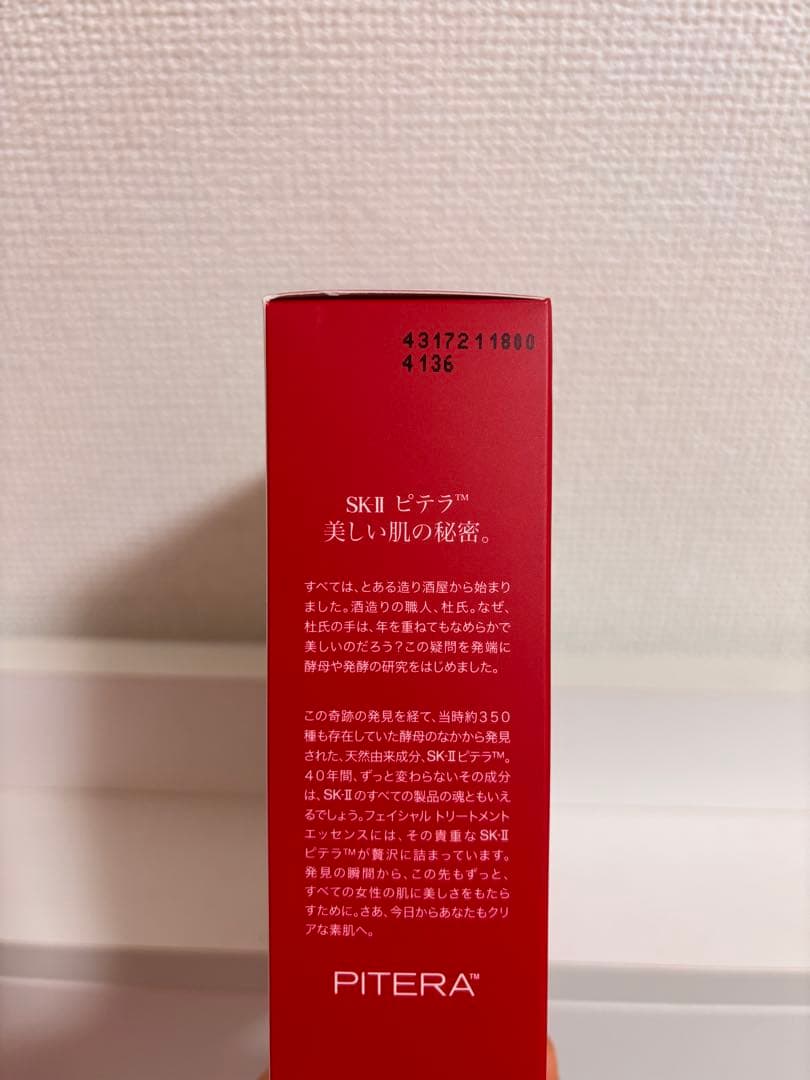 4317211800
4136
SK-II ピテラ™
美しい肌の秘密。
すべては、とある造り酒屋から始まり
ました。酒造りの職人、杜氏。なぜ、
杜氏の手は、年を重ねてもなめらかで
美しいのだろう?この疑問を発端に
酵母や発酵の研究をはじめました。
この奇跡の発見を経て、当時約350
種も存在していた酵母のなかから発見
された、天然由来成分、SK-IIピテラ™。
40年間、ずっと変わらないその成分
は、SK-IIのすべての製品の魂ともいえ
るでしょう。フェイシャル トリートメント
エッセンスには、その貴重なSK-II
ピテラ™が贅沢に詰まっています。
発見の瞬間から、この先もずっと、
すべての女性の肌に美しさをもたら
すために。さあ、今日からあなたもクリ
アな素肌へ。
PITERA™